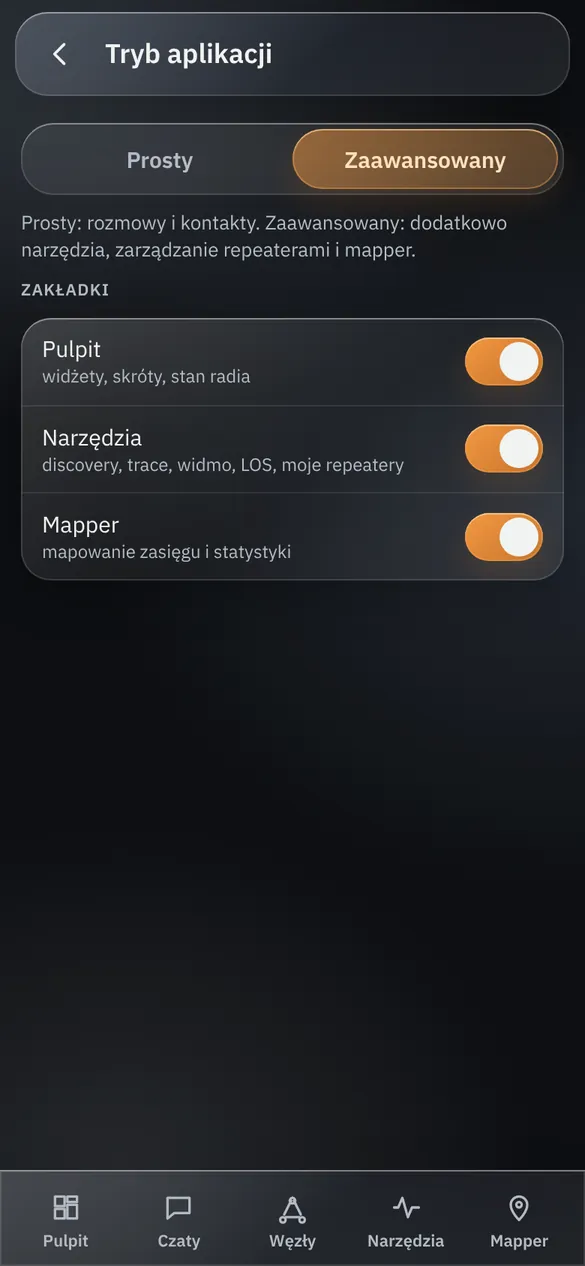 Tryb aplikacji
Prosty
Zaawansowany
Prosty: rozmowy i kontakty. Zaawansowany: dodatkowo
narzędzia, zarządzanie repeaterami i mapper.
ZAKŁADKI
Pulpit
widżety, skróty, stan radia
Narzędzia
discovery, trace, widmo, LOS, moje repeatery
Mapper
mapowanie zasięgu i statystyki
Pulpit
Czaty
Węzły
Narzędzia
Mapper